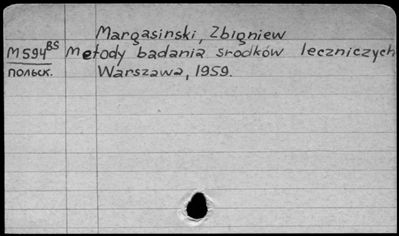 Margasinski, Zbigniew
M594 BS Metody badania srodków leczniczych
польск. Warszawa, 1959.